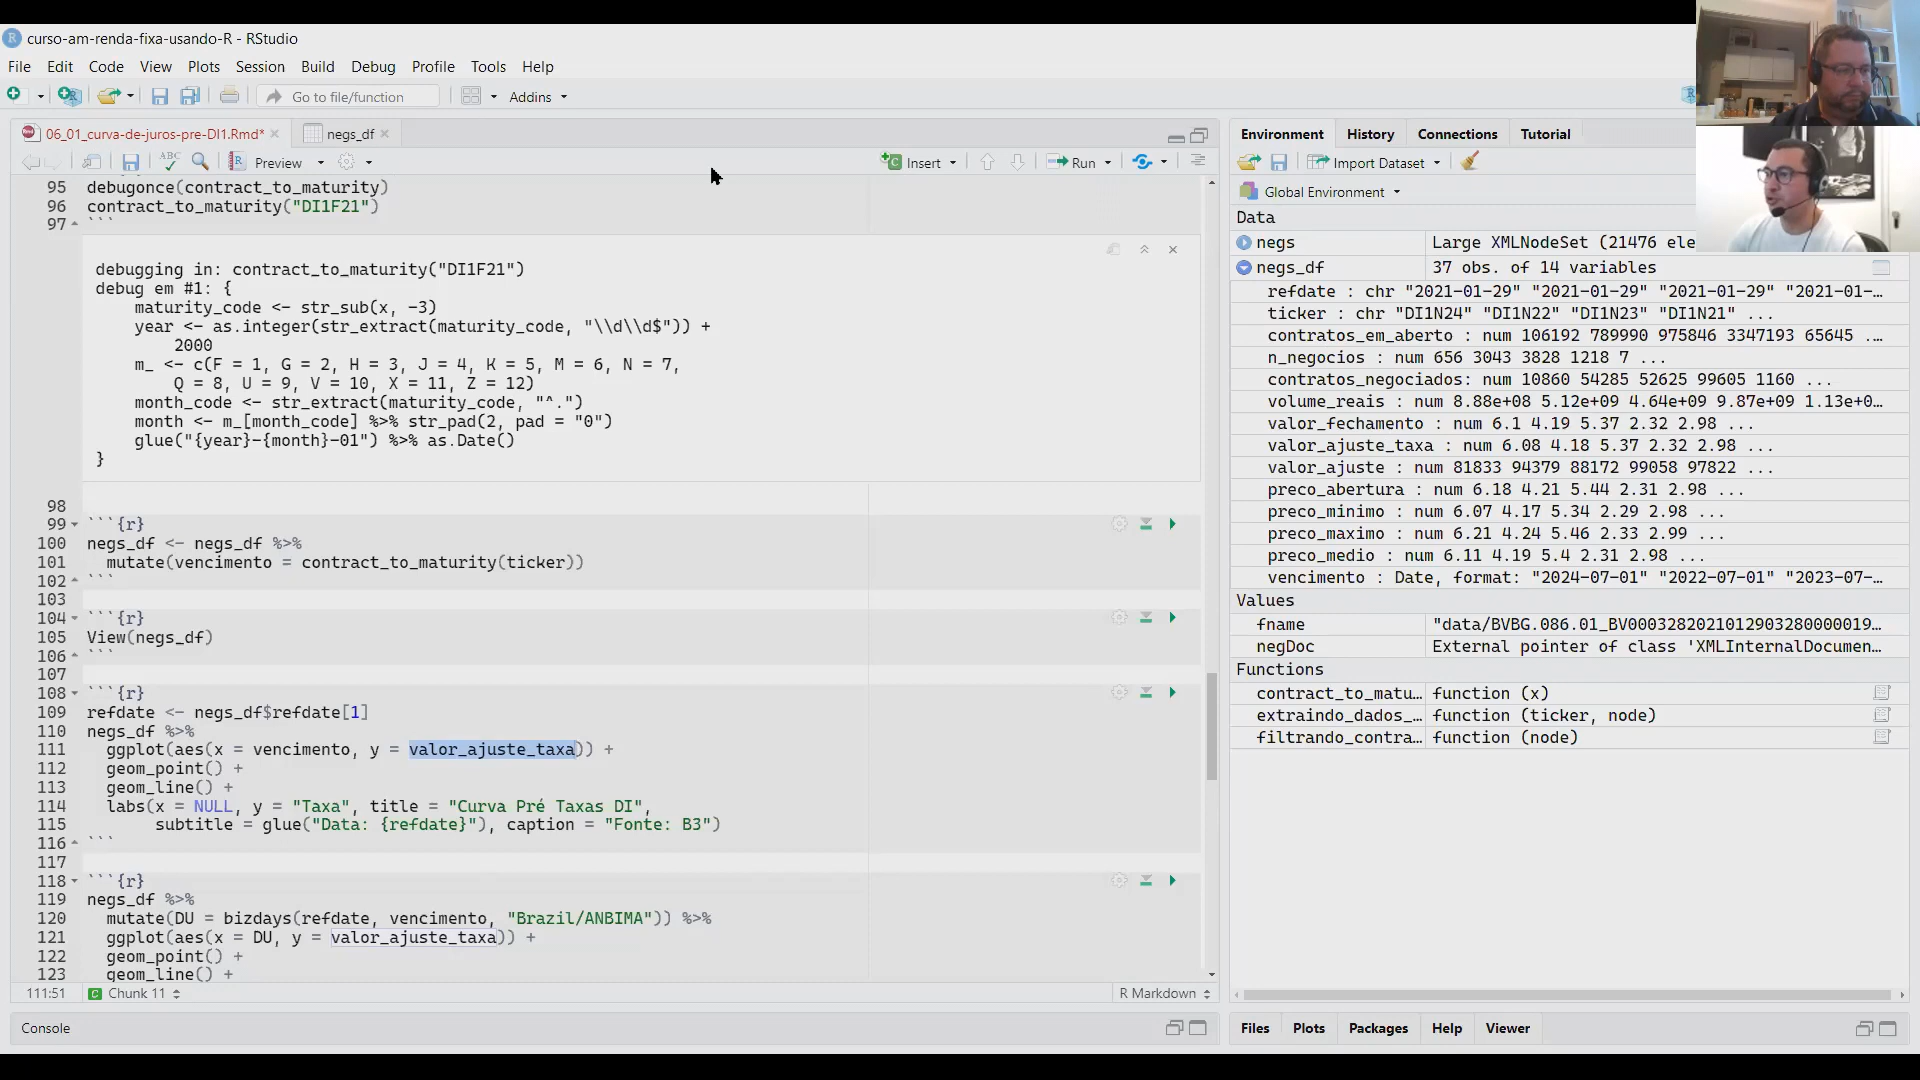 curso-am-renda-fixa-usando-R - RStudio
File Edit Code View Plots Session Build Debug Profile Tools Help
Go to file/function Addins
06_01_curva-de-juros-pre-DI1.Rmd* negs_df
ABC Preview Insert Run
95 debugonce(contract_to_maturity)
96 contract_to_maturity("DI1F21")
97 ```
debugging in: contract_to_maturity("DI1F21")
debug em #1: {
maturity_code <- str_sub(x, -3)
year <- as.integer(str_extract(maturity_code, "\\d\\d$")) +
2000
m_ <- c(F = 1, G = 2, H = 3, J = 4, K = 5, M = 6, N = 7,
Q = 8, U = 9, V = 10, X = 11, Z = 12)
month_code <- str_extract(maturity_code, "^.")
month <- m_[month_code] %>% str_pad(2, pad = "0")
glue("{year}-{month}-01") %>% as.Date()
}
98
99 ```{r}
100 negs_df <- negs_df %>%
101 mutate(vencimento = contract_to_maturity(ticker))
102 ```
103
104 ```{r}
105 View(negs_df)
106 ```
107
108 ```{r}
109 refdate <- negs_df$refdate[1]
110 negs_df %>%
111 ggplot(aes(x = vencimento, y = valor_ajuste_taxa)) +
112 geom_point() +
113 geom_line() +
114 labs(x = NULL, y = "Taxa", title = "Curva Pré Taxas DI",
115 subtitle = glue("Data: {refdate}"), caption = "Fonte: B3")
116 ```
117
118 ```{r}
119 negs_df %>%
120 mutate(DU = bizdays(refdate, vencimento, "Brazil/ANBIMA")) %>%
121 ggplot(aes(x = DU, y = valor_ajuste_taxa)) +
122 geom_point() +
123 geom_line() +
111:51 Chunk 11 R Markdown
Console
Environment History Connections Tutorial
Import Dataset
Global Environment
Data
negs Large XMLNodeSet (21476 ele
negs_df 37 obs. of 14 variables
refdate : chr "2021-01-29" "2021-01-29" "2021-01-29" "2021-01-…
ticker : chr "DI1N24" "DI1N22" "DI1N23" "DI1N21" ...
contratos_em_aberto : num 106192 789990 975846 3347193 65645 .…
n_negocios : num 656 3043 3828 1218 7 ...
contratos_negociados: num 10860 54285 52625 99605 1160 ...
volume_reais : num 8.88e+08 5.12e+09 4.64e+09 9.87e+09 1.13e+0…
valor_fechamento : num 6.1 4.19 5.37 2.32 2.98 ...
valor_ajuste_taxa : num 6.08 4.18 5.37 2.32 2.98 ...
valor_ajuste : num 81833 94379 88172 99058 97822 ...
preco_abertura : num 6.18 4.21 5.44 2.31 2.98 ...
preco_minimo : num 6.07 4.17 5.34 2.29 2.98 ...
preco_maximo : num 6.21 4.24 5.46 2.33 2.99 ...
preco_medio : num 6.11 4.19 5.4 2.31 2.98 ...
vencimento : Date, format: "2024-07-01" "2022-07-01" "2023-07-…
Values
fname "data/BVBG.086.01_BV000328202101290328000019…
negDoc External pointer of class 'XMLInternalDocumen…
Functions
contract_to_matu… function (x)
extraindo_dados_… function (ticker, node)
filtrando_contra… function (node)
Files Plots Packages Help Viewer